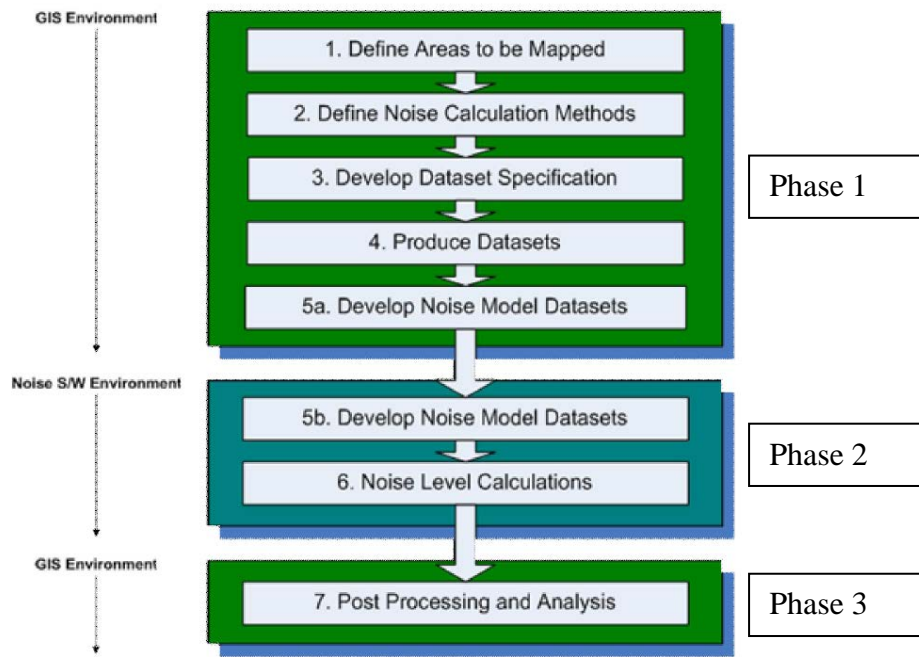 GIS Environment
1. Define Areas to be Mapped
2. Define Noise Calculation Methods
3. Develop Dataset Specification
Phase 1
4. Produce Datasets
5a. Develop Noise Model Datasets
Noise S/W Environment
5b. Develop Noise Model Datasets
Phase 2
6. Noise Level Calculations
GIS Environment
7. Post Processing and Analysis
Phase 3